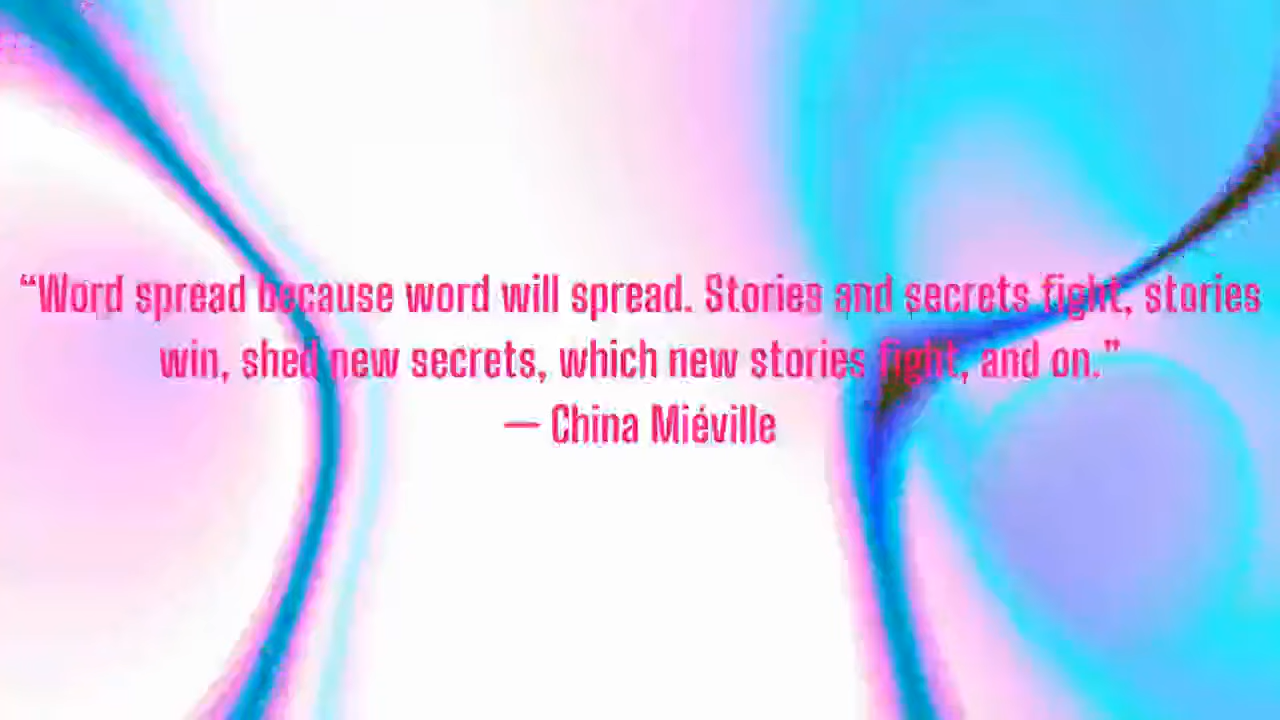 “Word spread because word will spread. Stories and secrets fight, stories
win, shed new secrets, which new stories fight, and on.”
— China Miéville